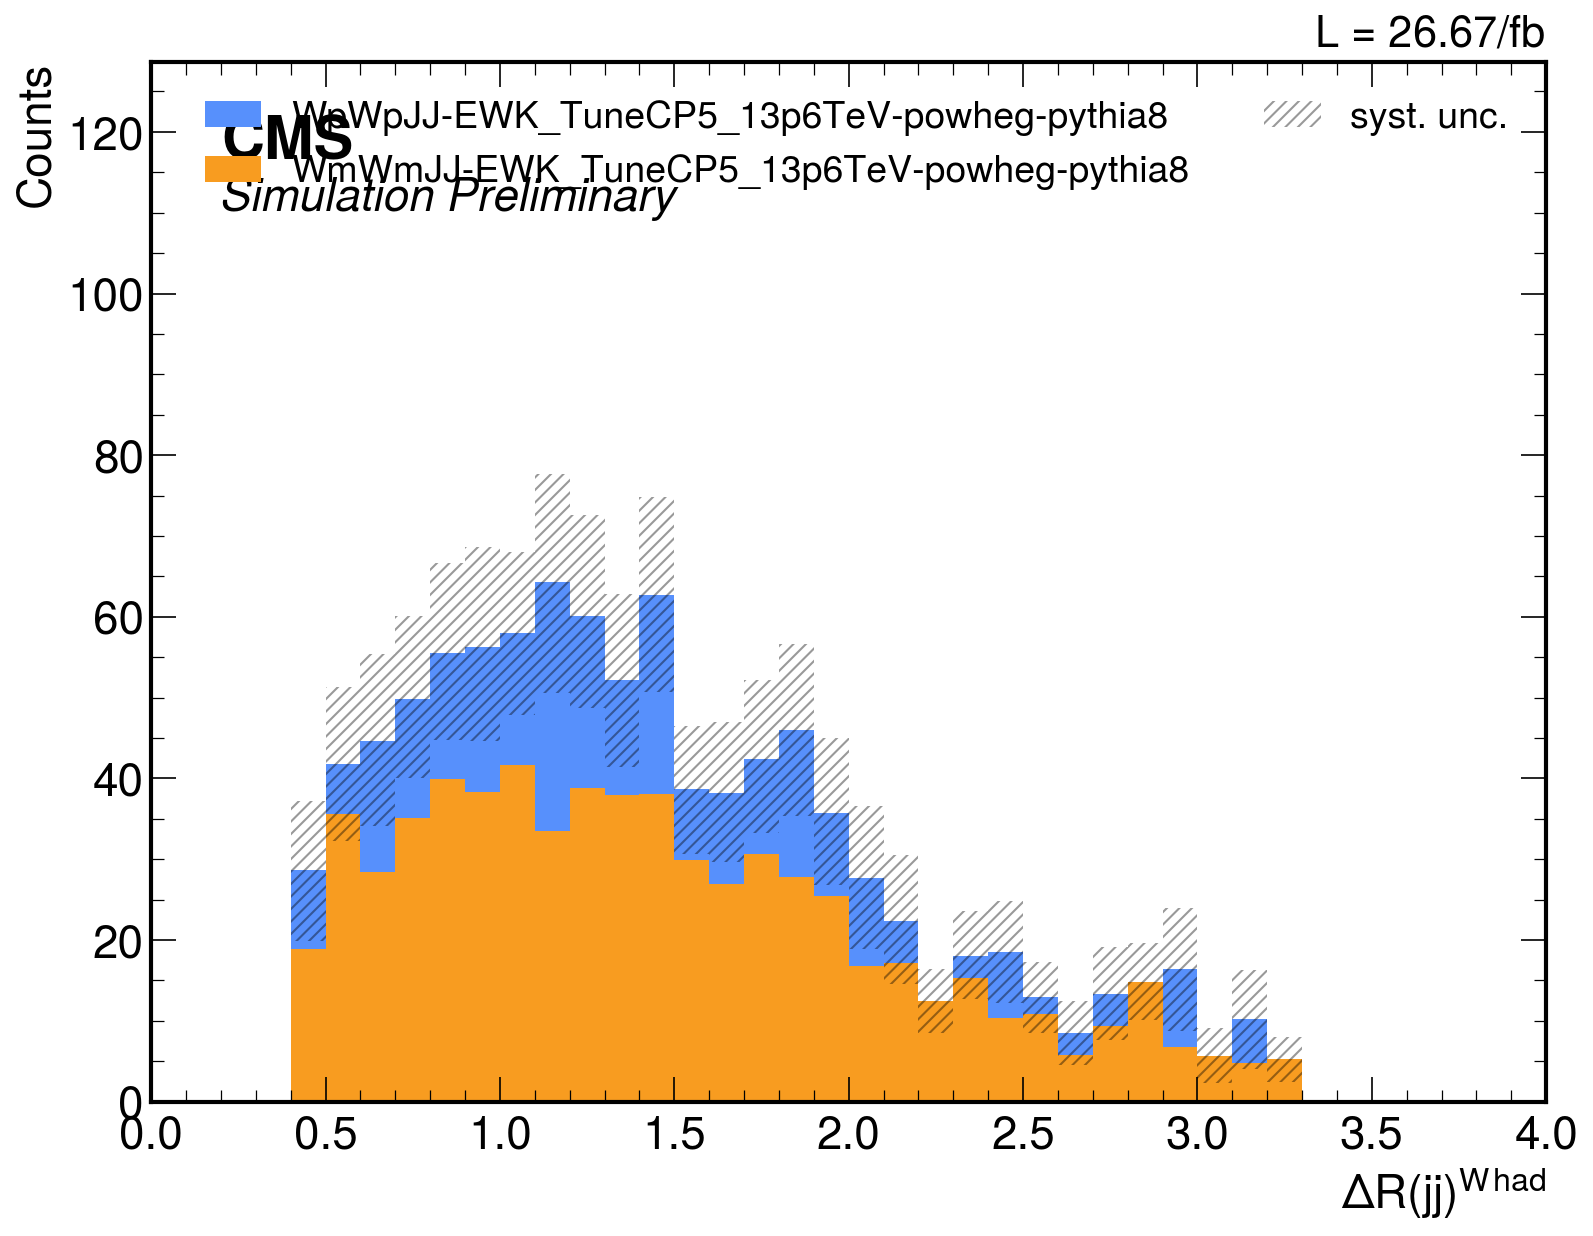 L = 26.67/fb
Counts
WpWpJJ-EWK_TuneCP5_13p6TeV-powheg-pythia8
syst. unc.
CMS
WmWmJJ-EWK_TuneCP5_13p6TeV-powheg-pythia8
Simulation Preliminary
120
100
80
60
40
20
0
0.0 0.5 1.0 1.5 2.0 2.5 3.0 3.5 4.0
ΔR(jj)^W had